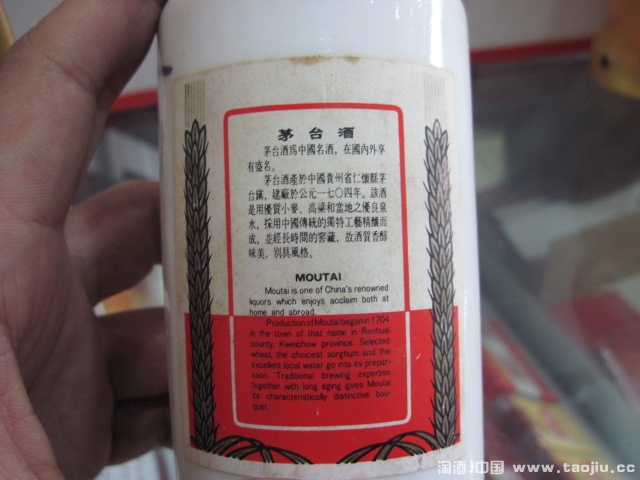 茅台酒
茅台酒爲中國名酒，在國內外享
有盛名。
茅台酒產於中國貴州省仁懷縣茅
台鎮，建廠於公元一七〇四年。該酒
是用優質小麥、高粱和當地之優良泉
水，採用中國傳統的獨特工藝精釀而
成，並經長時間的窖藏，故酒質香醇
味美，別具風格。
MOUTAI
Moutai is one of China's renowned
liquors which enjoys acclaim both at
home and abroad.
Production of Moutai began in 1704
in the town of that name in Renhuai
county, Kweichow province. Selected
wheat, the choicest sorghum and the
excellent local water go into its prepar-
ation. Traditional brewing expertise
together with long aging gives Moutai
its characteristically distinctive bou-
quet.
淘酒中国 www.taojiu.cc